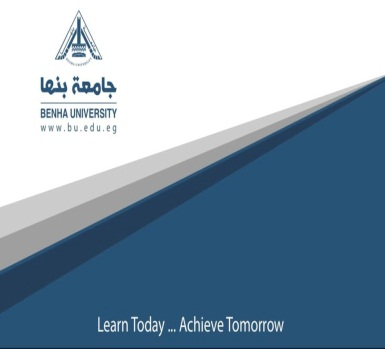 جامعة بنها
BENHA UNIVERSITY
www.bu.edu.eg
Learn Today ... Achieve Tomorrow